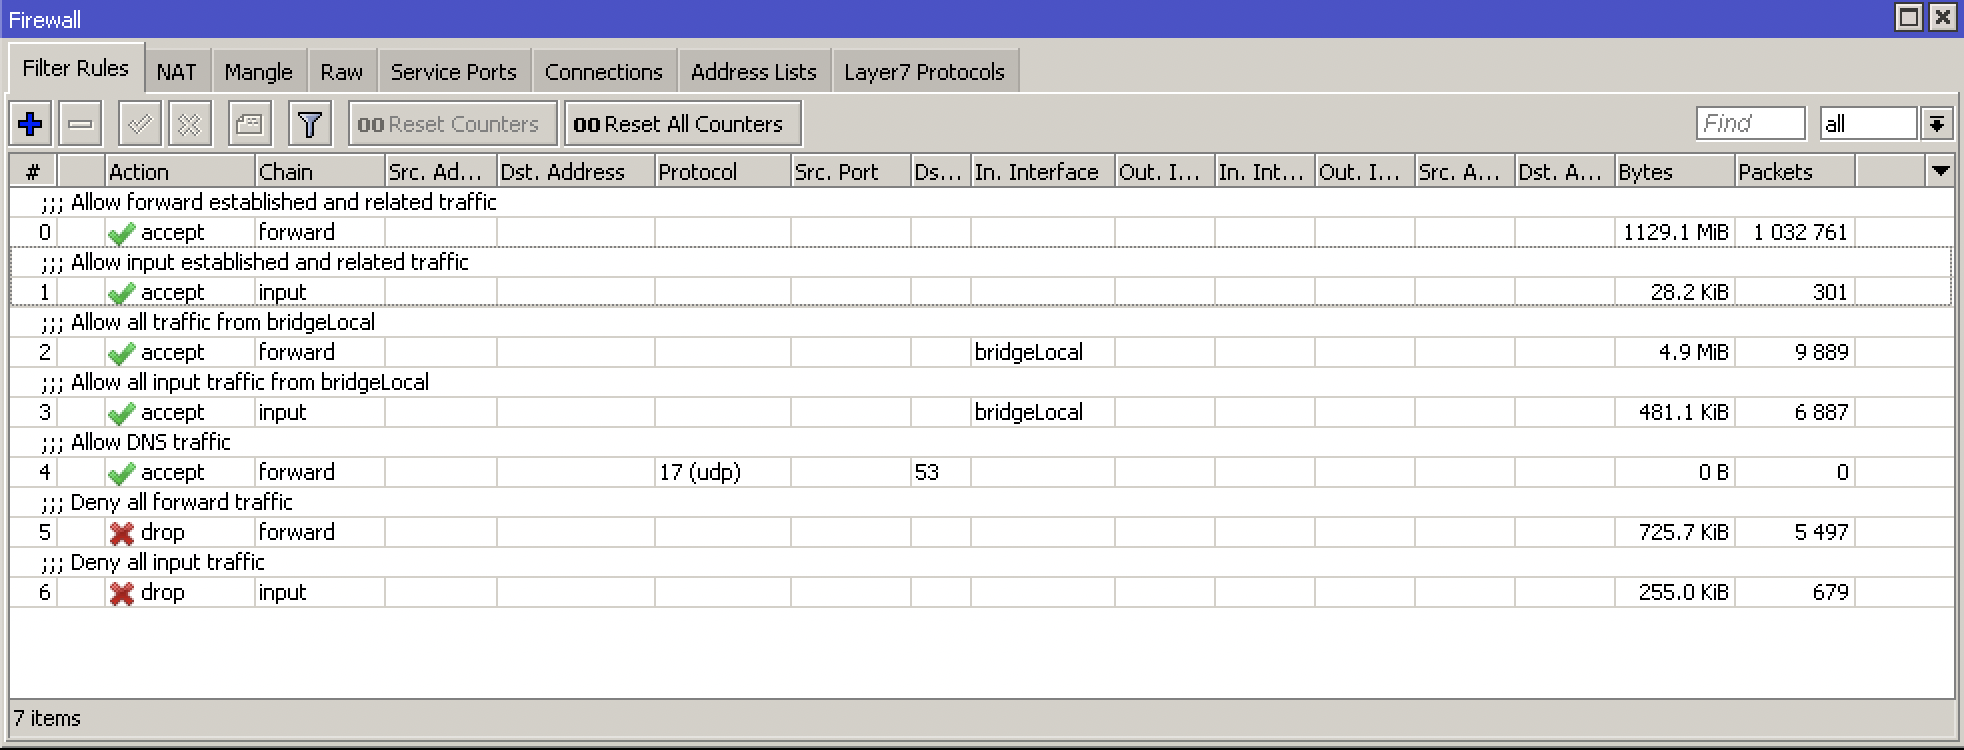 Firewall
Filter Rules NAT Mangle Raw Service Ports Connections Address Lists Layer7 Protocols
00 Reset Counters 00 Reset All Counters Find all
# Action Chain Src. Ad... Dst. Address Protocol Src. Port Ds... In. Interface Out. I... In. Int... Out. I... Src. A... Dst. A... Bytes Packets
;;; Allow forward established and related traffic
0 accept forward 1129.1 MiB 1 032 761
;;; Allow input established and related traffic
1 accept input 28.2 KiB 301
;;; Allow all traffic from bridgeLocal
2 accept forward bridgeLocal 4.9 MiB 9 889
;;; Allow all input traffic from bridgeLocal
3 accept input bridgeLocal 481.1 KiB 6 887
;;; Allow DNS traffic
4 accept forward 17 (udp) 53 0 B 0
;;; Deny all forward traffic
5 drop forward 725.7 KiB 5 497
;;; Deny all input traffic
6 drop input 255.0 KiB 679
7 items